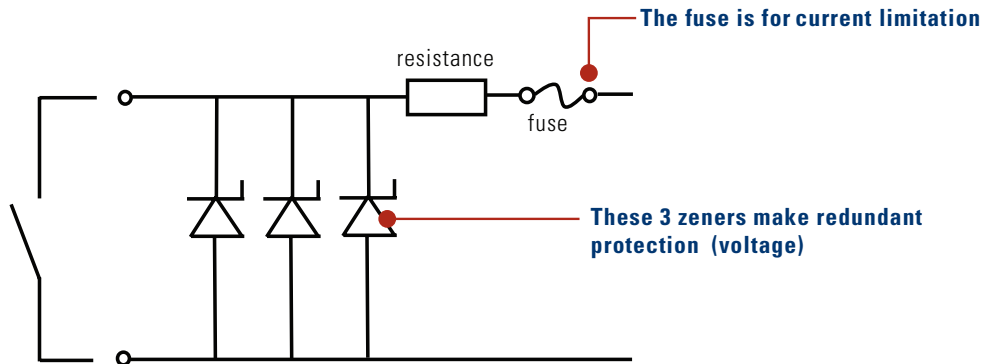 The fuse is for current limitation
resistance
fuse
These 3 zeners make redundant
protection (voltage)